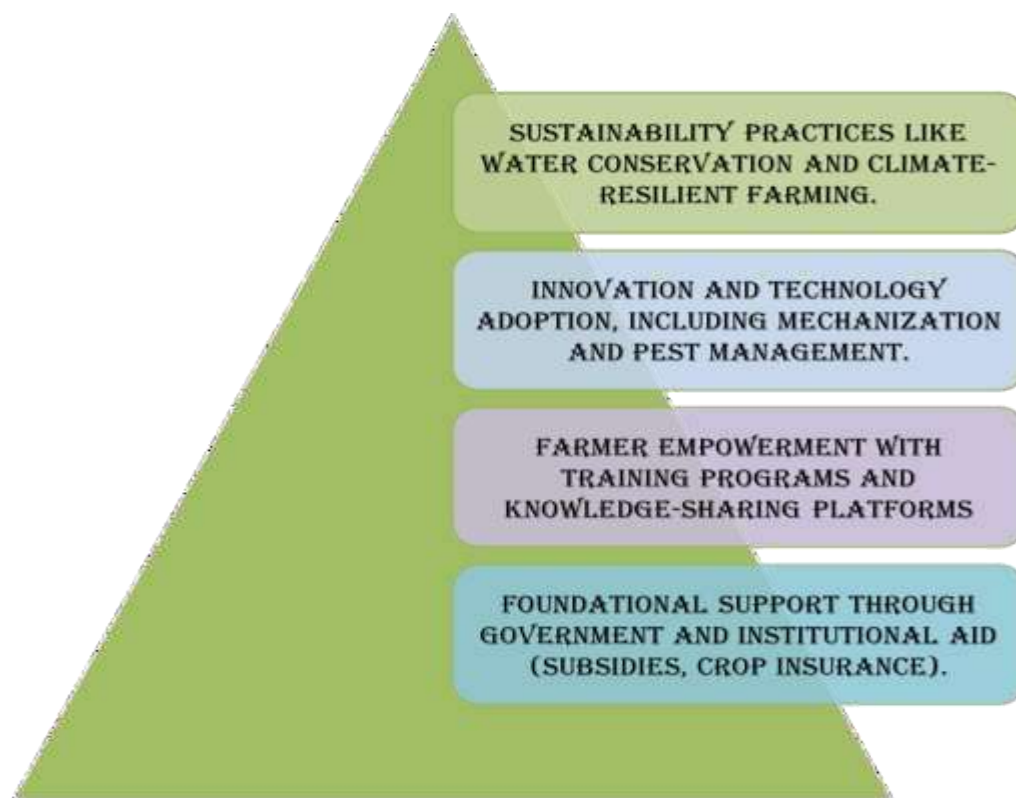 SUSTAINABILITY PRACTICES LIKE
WATER CONSERVATION AND CLIMATE-
RESILIENT FARMING.
INNOVATION AND TECHNOLOGY
ADOPTION, INCLUDING MECHANIZATION
AND PEST MANAGEMENT.
FARMER EMPOWERMENT WITH
TRAINING PROGRAMS AND
KNOWLEDGE-SHARING PLATFORMS
FOUNDATIONAL SUPPORT THROUGH
GOVERNMENT AND INSTITUTIONAL AID
(SUBSIDIES, CROP INSURANCE).